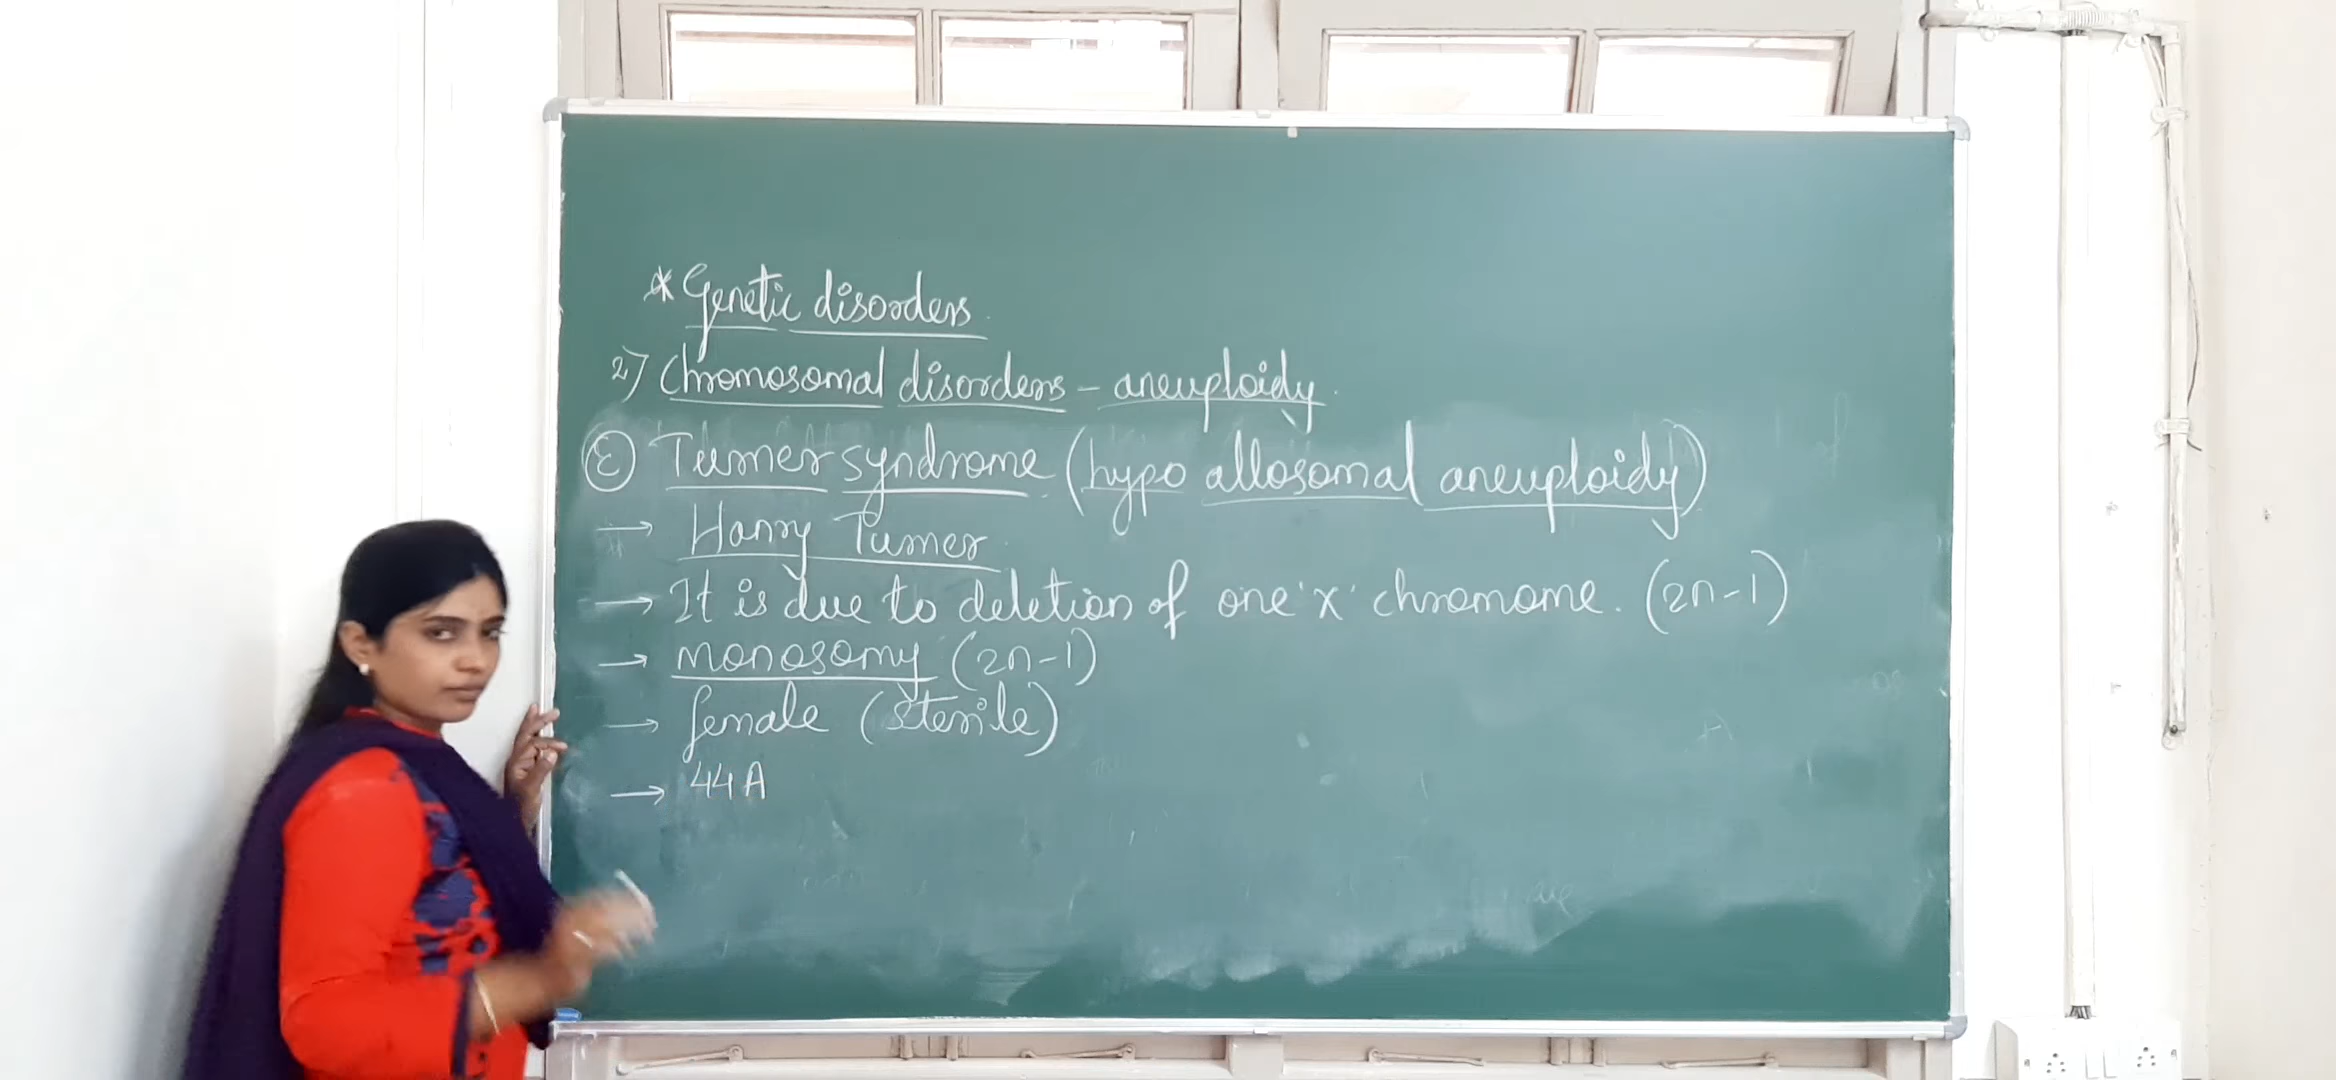 * Genetic disorders.
2) Chromosomal disorders - aneuploidy.
Ⓔ Turner syndrome (hypo allosomal aneuploidy)
→ Harry Turner.
→ It is due to deletion of one 'X' chromome. (2n-1)
→ monosomy (2n-1)
→ female (sterile)
→ 44A